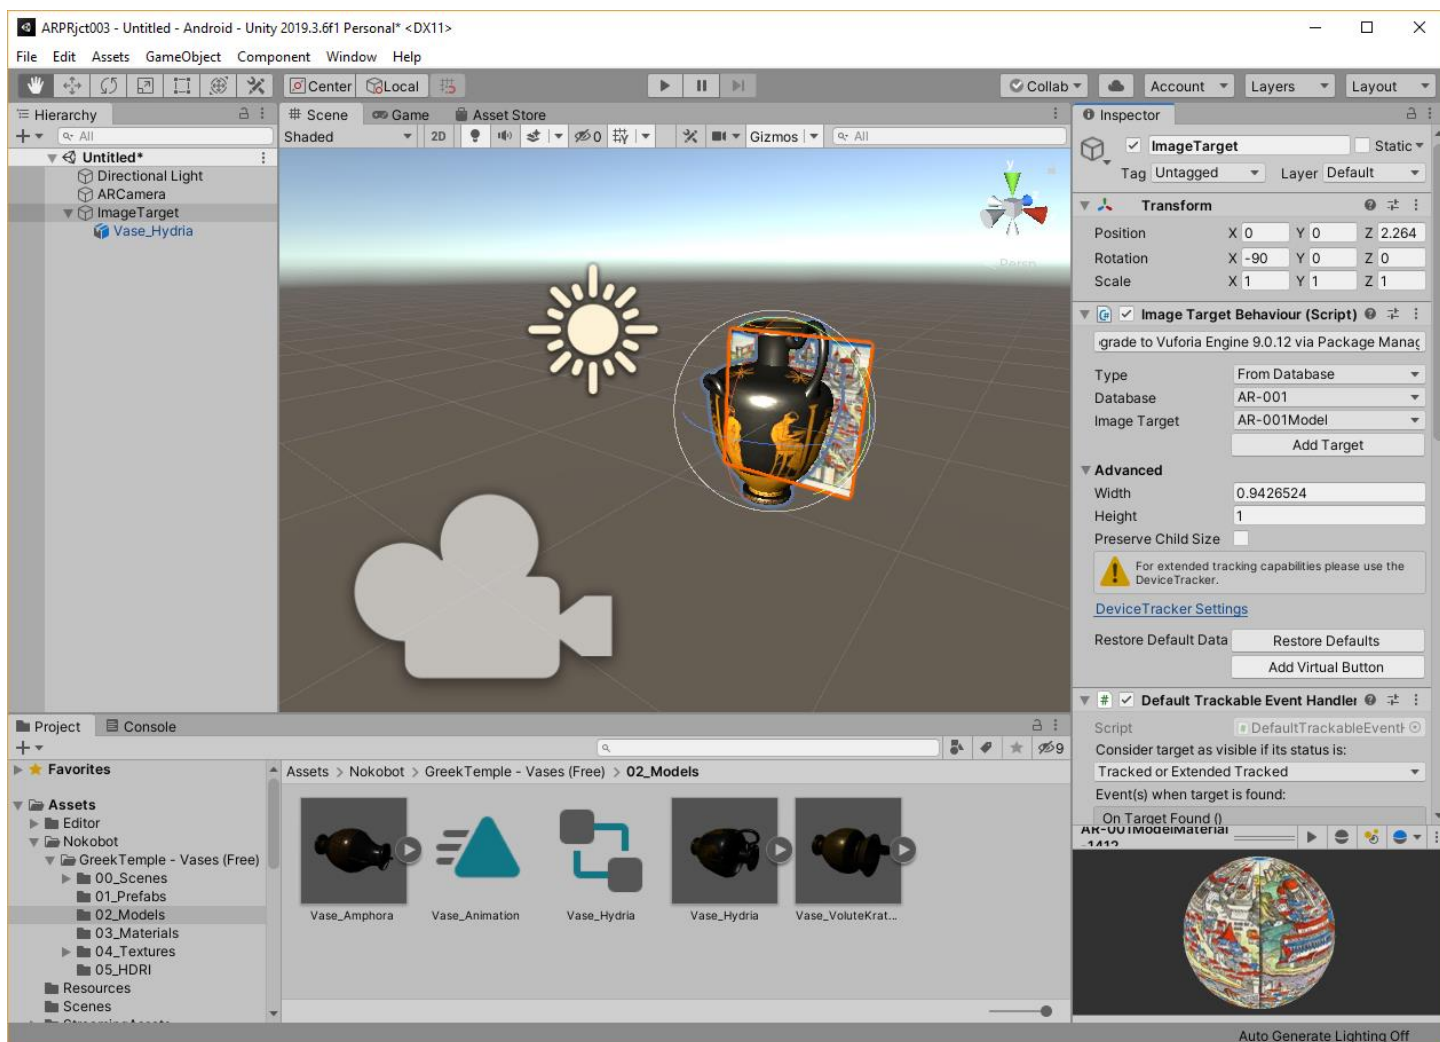 ARPRjct003 - Untitled - Android - Unity 2019.3.6f1 Personal* <DX11>
File Edit Assets GameObject Component Window Help
Center Local Collab Account Layers Layout
Hierarchy
All
Untitled*
Directional Light
ARCamera
ImageTarget
Vase_Hydria
Scene Game Asset Store
Shaded 2D 0 Gizmos All
y
Persp
Inspector
ImageTarget Static
Tag Untagged Layer Default
Transform
Position X 0 Y 0 Z 2.264
Rotation X -90 Y 0 Z 0
Scale X 1 Y 1 Z 1
Image Target Behaviour (Script)
grade to Vuforia Engine 9.0.12 via Package Manag
Type From Database
Database AR-001
Image Target AR-001Model
Add Target
Advanced
Width 0.9426524
Height 1
Preserve Child Size
For extended tracking capabilities please use the
DeviceTracker.
DeviceTracker Settings
Restore Default Data Restore Defaults
Add Virtual Button
Default Trackable Event Handler
Script DefaultTrackableEventH
Consider target as visible if its status is:
Tracked or Extended Tracked
Event(s) when target is found:
On Target Found ()
AR-001ModelMaterial
-1412
Project Console
9
Favorites
Assets
Editor
Nokobot
GreekTemple - Vases (Free)
00_Scenes
01_Prefabs
02_Models
03_Materials
04_Textures
05_HDRI
Resources
Scenes
StreamingAssets
Assets > Nokobot > GreekTemple - Vases (Free) > 02_Models
Vase_Amphora Vase_Animation Vase_Hydria Vase_Hydria Vase_VoluteKrat...
Auto Generate Lighting Off